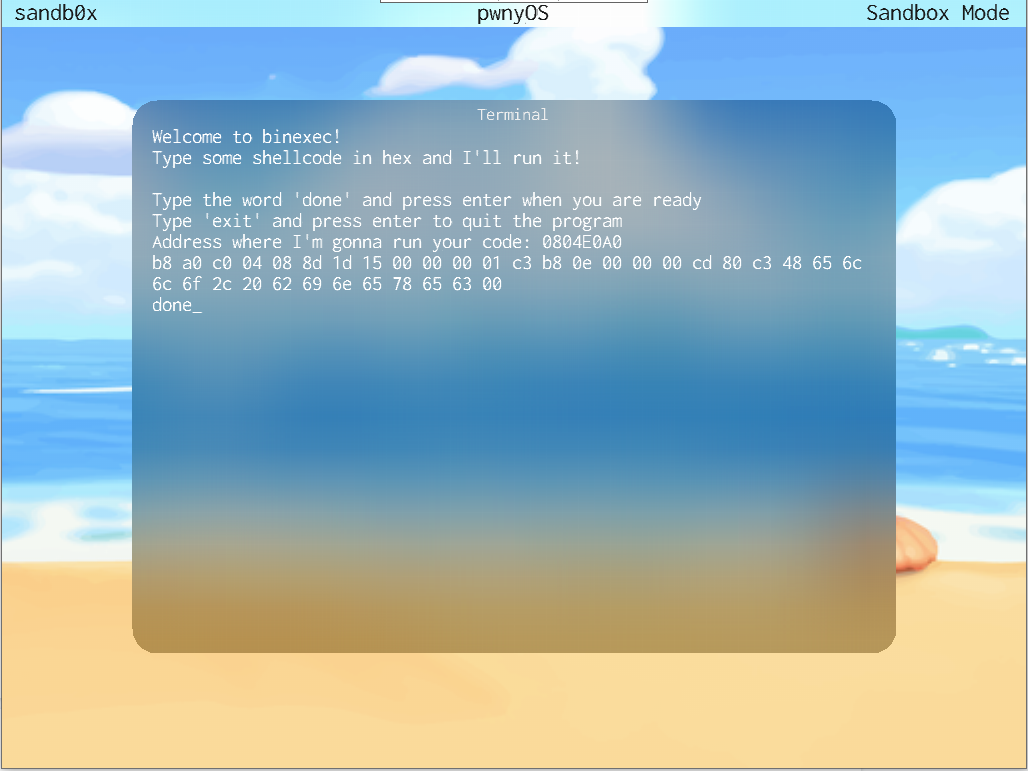 sandb0x pwnyOS Sandbox Mode
Terminal
Welcome to binexec!
Type some shellcode in hex and I'll run it!
Type the word 'done' and press enter when you are ready
Type 'exit' and press enter to quit the program
Address where I'm gonna run your code: 0804E0A0
b8 a0 c0 04 08 8d 1d 15 00 00 00 01 c3 b8 0e 00 00 00 cd 80 c3 48 65 6c
6c 6f 2c 20 62 69 6e 65 78 65 63 00
done_